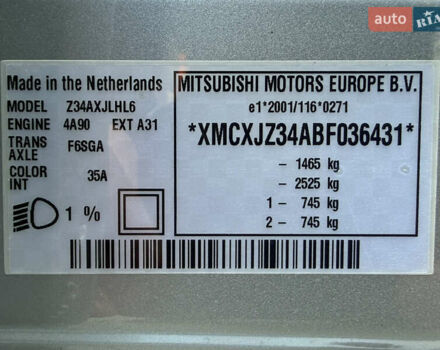 auto RIA
Made in the Netherlands
MODEL Z34AXJLHL6
ENGINE 4A90 EXT A31
TRANS AXLE F6SGA
COLOR INT 35A
1 %
MITSUBISHI MOTORS EUROPE B.V.
e1*2001/116*0271
*XMCXJZ34ABF036431*
– 1465 kg
– 2525 kg
1 – 745 kg
2 – 745 kg